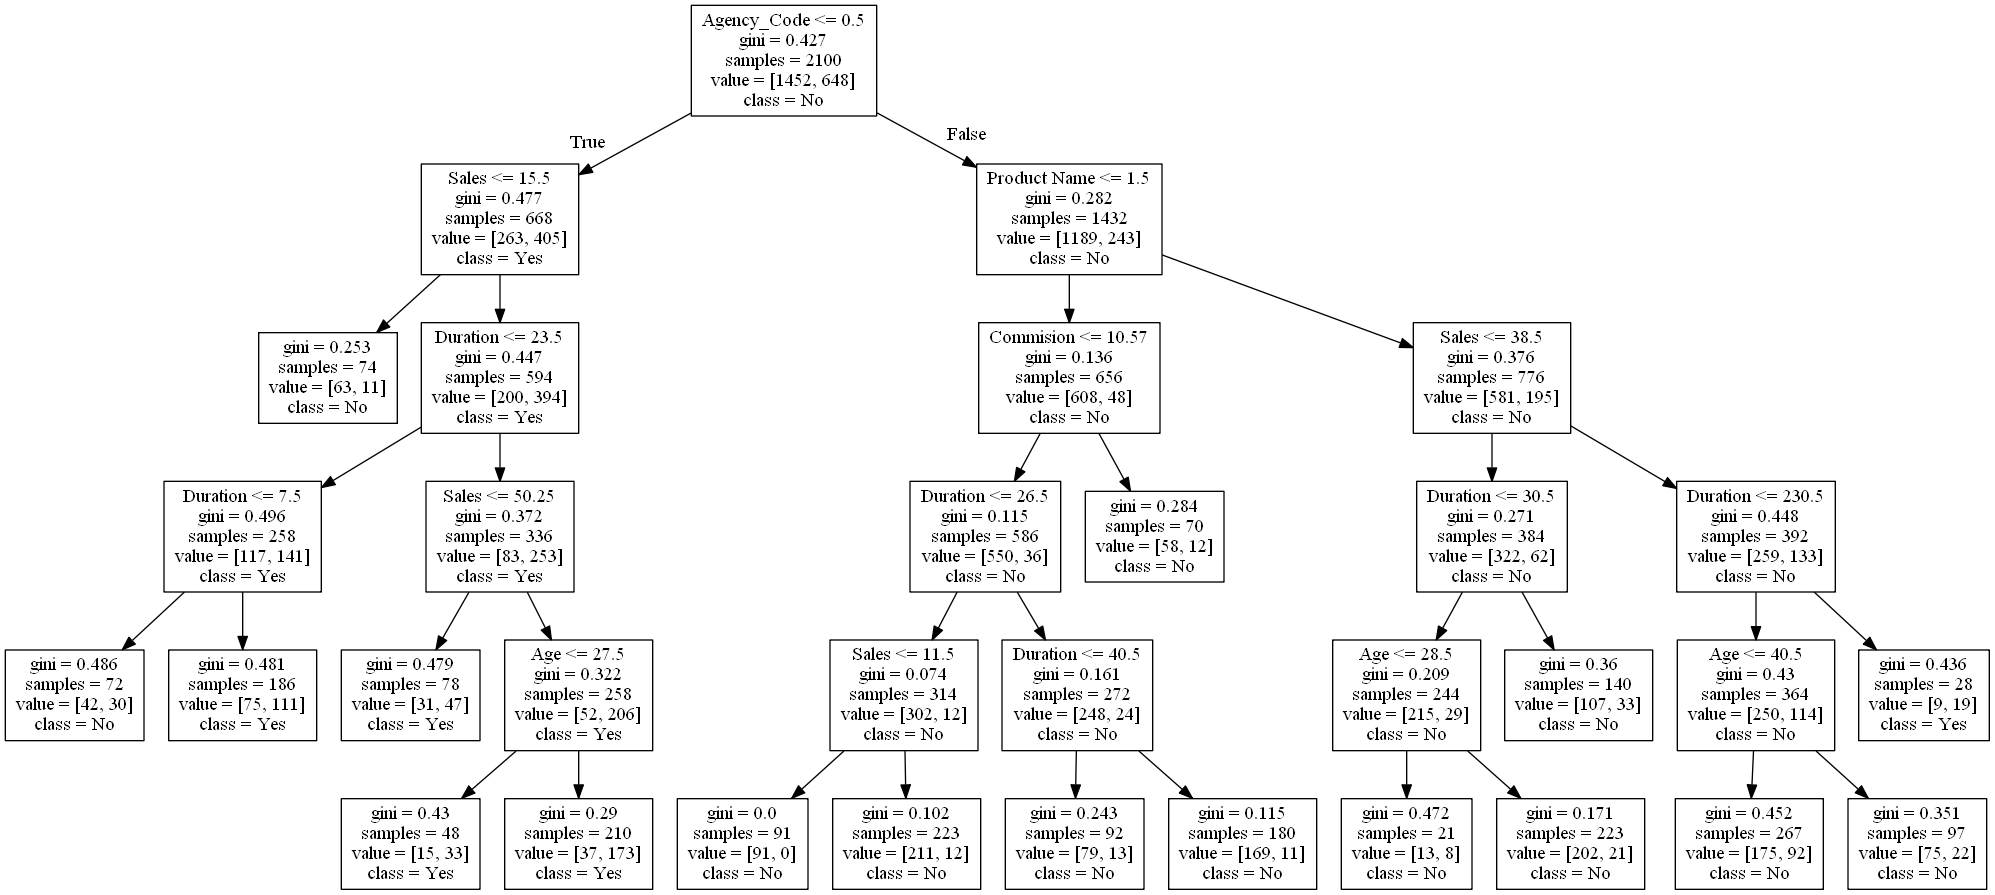 Agency_Code <= 0.5
gini = 0.427
samples = 2100
value = [1452, 648]
class = No
True
False
Sales <= 15.5
gini = 0.477
samples = 668
value = [263, 405]
class = Yes
Product Name <= 1.5
gini = 0.282
samples = 1432
value = [1189, 243]
class = No
gini = 0.253
samples = 74
value = [63, 11]
class = No
Duration <= 23.5
gini = 0.447
samples = 594
value = [200, 394]
class = Yes
Commision <= 10.57
gini = 0.136
samples = 656
value = [608, 48]
class = No
Sales <= 38.5
gini = 0.376
samples = 776
value = [581, 195]
class = No
Duration <= 7.5
gini = 0.496
samples = 258
value = [117, 141]
class = Yes
Sales <= 50.25
gini = 0.372
samples = 336
value = [83, 253]
class = Yes
Duration <= 26.5
gini = 0.115
samples = 586
value = [550, 36]
class = No
gini = 0.284
samples = 70
value = [58, 12]
class = No
Duration <= 30.5
gini = 0.271
samples = 384
value = [322, 62]
class = No
Duration <= 230.5
gini = 0.448
samples = 392
value = [259, 133]
class = No
gini = 0.486
samples = 72
value = [42, 30]
class = No
gini = 0.481
samples = 186
value = [75, 111]
class = Yes
gini = 0.479
samples = 78
value = [31, 47]
class = Yes
Age <= 27.5
gini = 0.322
samples = 258
value = [52, 206]
class = Yes
Sales <= 11.5
gini = 0.074
samples = 314
value = [302, 12]
class = No
Duration <= 40.5
gini = 0.161
samples = 272
value = [248, 24]
class = No
Age <= 28.5
gini = 0.209
samples = 244
value = [215, 29]
class = No
gini = 0.36
samples = 140
value = [107, 33]
class = No
Age <= 40.5
gini = 0.43
samples = 364
value = [250, 114]
class = No
gini = 0.436
samples = 28
value = [9, 19]
class = Yes
gini = 0.43
samples = 48
value = [15, 33]
class = Yes
gini = 0.29
samples = 210
value = [37, 173]
class = Yes
gini = 0.0
samples = 91
value = [91, 0]
class = No
gini = 0.102
samples = 223
value = [211, 12]
class = No
gini = 0.243
samples = 92
value = [79, 13]
class = No
gini = 0.115
samples = 180
value = [169, 11]
class = No
gini = 0.472
samples = 21
value = [13, 8]
class = No
gini = 0.171
samples = 223
value = [202, 21]
class = No
gini = 0.452
samples = 267
value = [175, 92]
class = No
gini = 0.351
samples = 97
value = [75, 22]
class = No